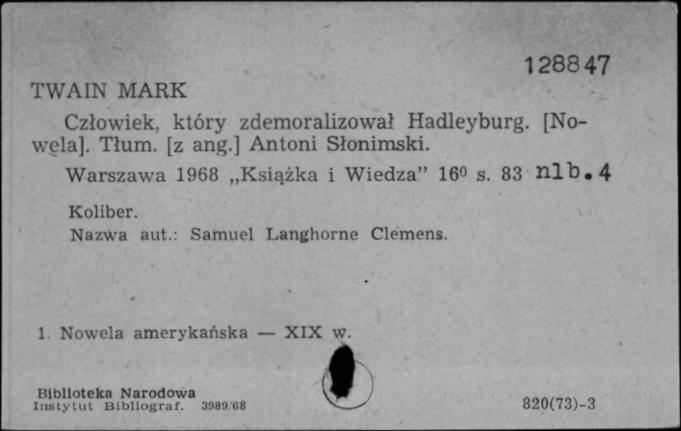 128847
TWAIN MARK
Człowiek, który zdemoralizował Hadleyburg. [No-
wela]. Tłum. [z ang.] Antoni Słonimski.
Warszawa 1968 „Książka i Wiedza” 16⁰ s. 83 nlb.4
Koliber.
Nazwa aut.: Samuel Langhorne Clemens.
1. Nowela amerykańska — XIX w.
Biblioteka Narodowa
Instytut Bibliograf. 3989/68
820(73)-3